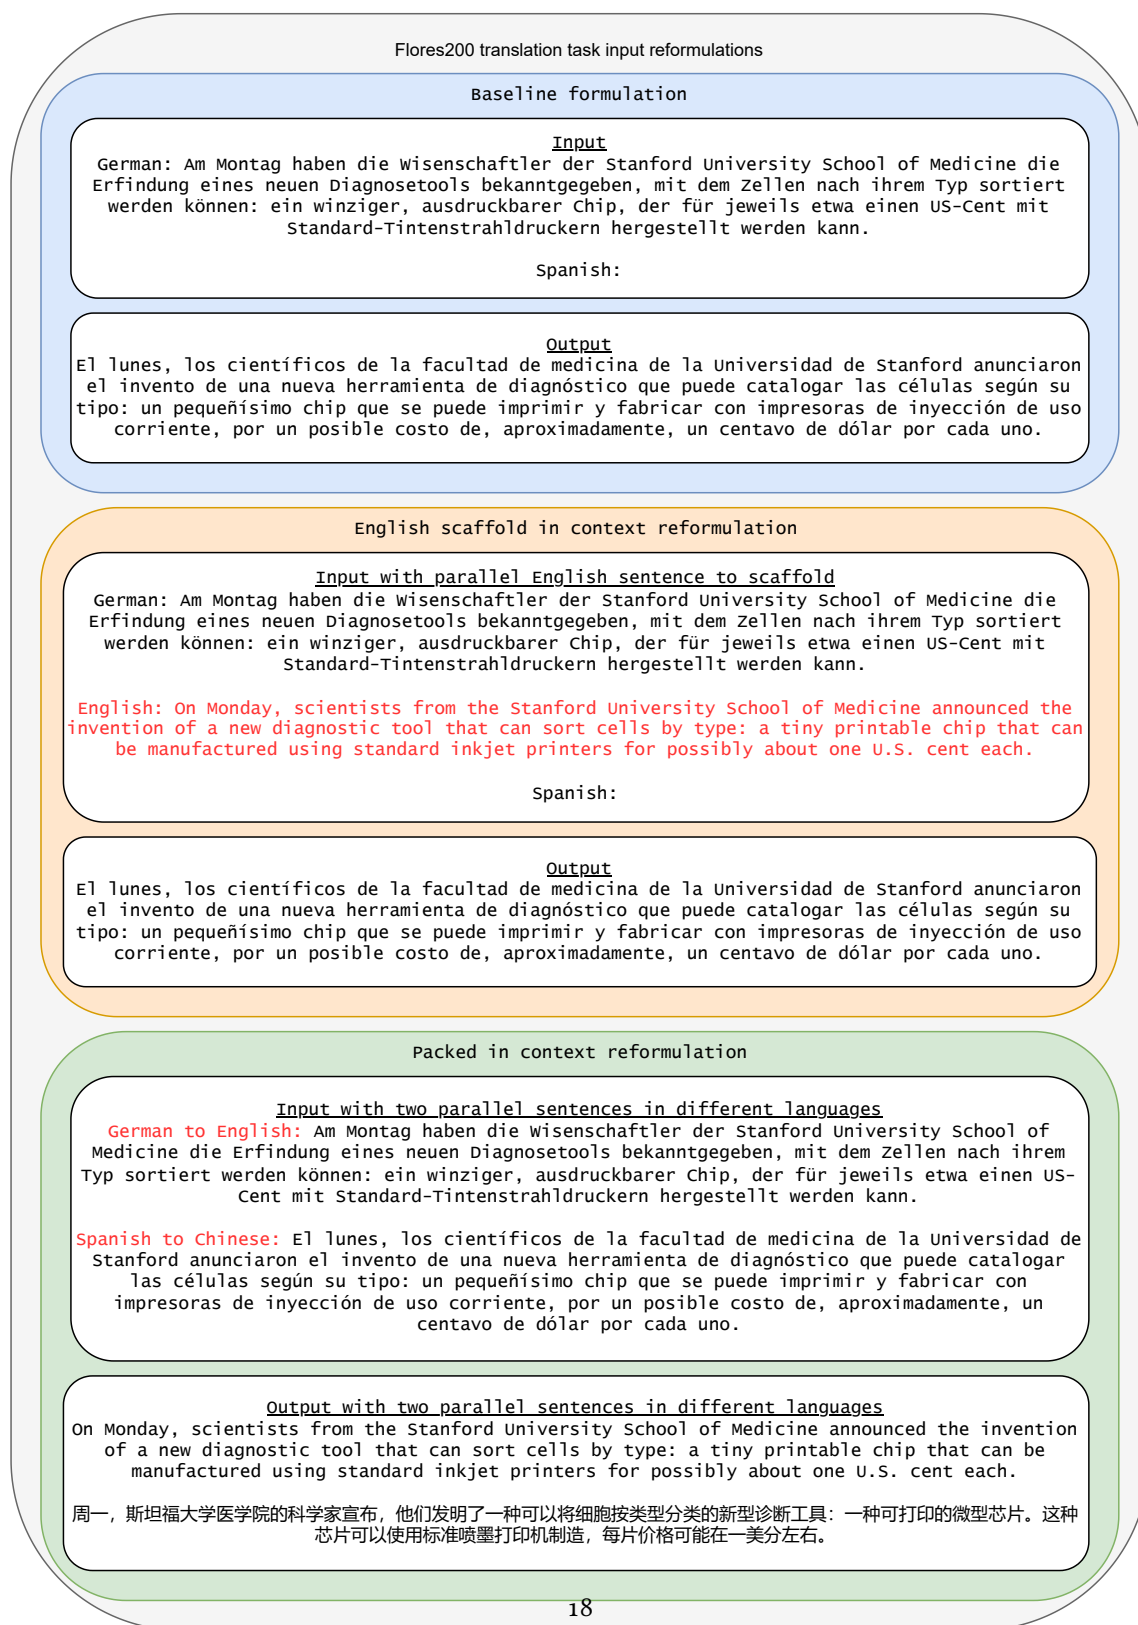 Flores200 translation task input reformulations
Baseline formulation
Input
German: Am Montag haben die Wisenschaftler der Stanford University School of Medicine die
Erfindung eines neuen Diagnosetools bekanntgegeben, mit dem Zellen nach ihrem Typ sortiert
werden können: ein winziger, ausdruckbarer Chip, der für jeweils etwa einen US-Cent mit
Standard-Tintenstrahldruckern hergestellt werden kann.
Spanish:
Output
El lunes, los científicos de la facultad de medicina de la Universidad de Stanford anunciaron
el invento de una nueva herramienta de diagnóstico que puede catalogar las células según su
tipo: un pequeñísimo chip que se puede imprimir y fabricar con impresoras de inyección de uso
corriente, por un posible costo de, aproximadamente, un centavo de dólar por cada uno.
English scaffold in context reformulation
Input with parallel English sentence to scaffold
German: Am Montag haben die Wisenschaftler der Stanford University School of Medicine die
Erfindung eines neuen Diagnosetools bekanntgegeben, mit dem Zellen nach ihrem Typ sortiert
werden können: ein winziger, ausdruckbarer Chip, der für jeweils etwa einen US-Cent mit
Standard-Tintenstrahldruckern hergestellt werden kann.
English: On Monday, scientists from the Stanford University School of Medicine announced the
invention of a new diagnostic tool that can sort cells by type: a tiny printable chip that can
be manufactured using standard inkjet printers for possibly about one U.S. cent each.
Spanish:
Output
El lunes, los científicos de la facultad de medicina de la Universidad de Stanford anunciaron
el invento de una nueva herramienta de diagnóstico que puede catalogar las células según su
tipo: un pequeñísimo chip que se puede imprimir y fabricar con impresoras de inyección de uso
corriente, por un posible costo de, aproximadamente, un centavo de dólar por cada uno.
Packed in context reformulation
Input with two parallel sentences in different languages
German to English: Am Montag haben die Wisenschaftler der Stanford University School of
Medicine die Erfindung eines neuen Diagnosetools bekanntgegeben, mit dem Zellen nach ihrem
Typ sortiert werden können: ein winziger, ausdruckbarer Chip, der für jeweils etwa einen US-
Cent mit Standard-Tintenstrahldruckern hergestellt werden kann.
Spanish to Chinese: El lunes, los científicos de la facultad de medicina de la Universidad de
Stanford anunciaron el invento de una nueva herramienta de diagnóstico que puede catalogar
las células según su tipo: un pequeñísimo chip que se puede imprimir y fabricar con
impresoras de inyección de uso corriente, por un posible costo de, aproximadamente, un
centavo de dólar por cada uno.
Output with two parallel sentences in different languages
On Monday, scientists from the Stanford University School of Medicine announced the invention
of a new diagnostic tool that can sort cells by type: a tiny printable chip that can be
manufactured using standard inkjet printers for possibly about one U.S. cent each.
周一，斯坦福大学医学院的科学家宣布，他们发明了一种可以将细胞按类型分类的新型诊断工具：一种可打印的微型芯片。这种
芯片可以使用标准喷墨打印机制造，每片价格可能在一美分左右。
18